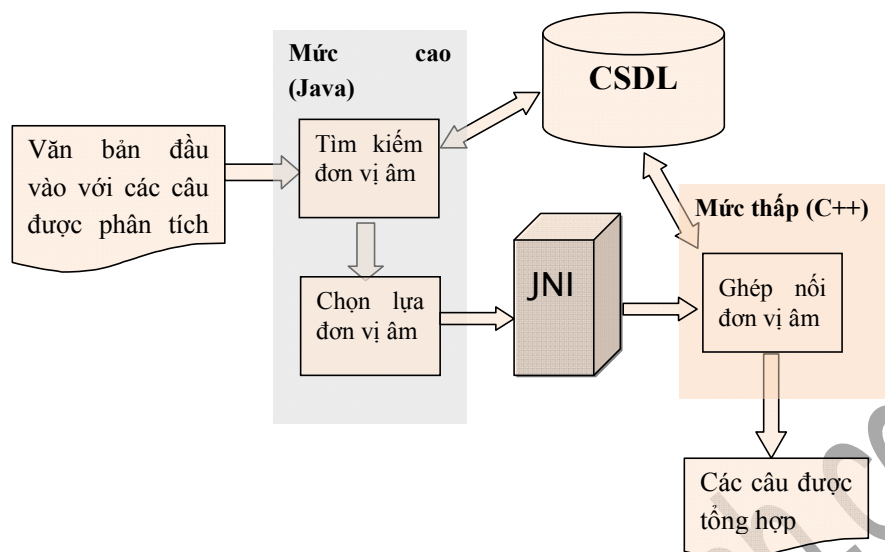 Mức cao
(Java)
CSDL
Văn bản đầu
vào với các câu
được phân tích
Tìm kiếm
đơn vị âm
Mức thấp (C++)
Chọn lựa
đơn vị âm
JNI
Ghép nối
đơn vị âm
Các câu được
tổng hợp